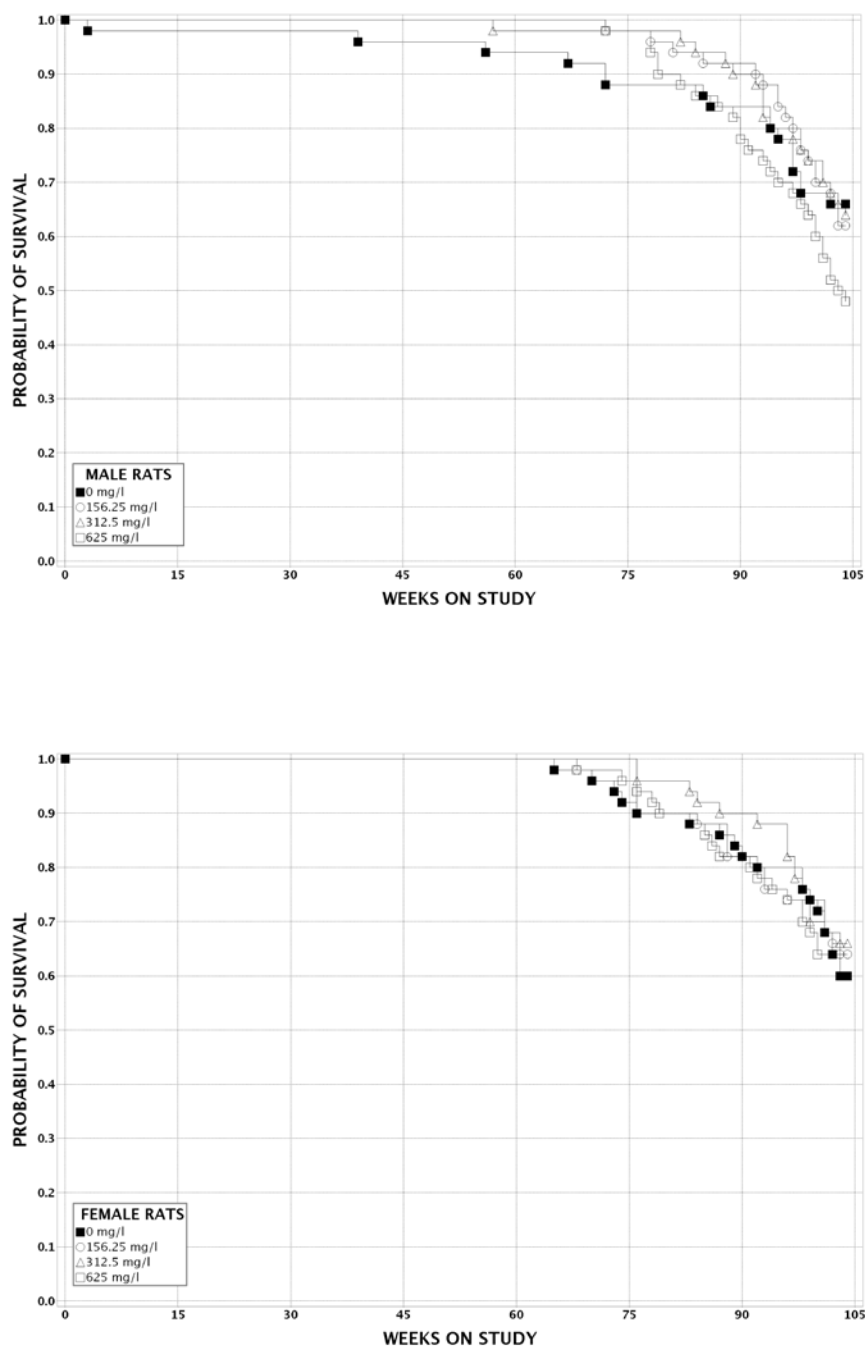 1.0
0.9
0.8
0.7
0.6
0.5
0.4
0.3
0.2
0.1
0.0
PROBABILITY OF SURVIVAL
MALE RATS
0 mg/l
156.25 mg/l
312.5 mg/l
625 mg/l
0 15 30 45 60 75 90 105
WEEKS ON STUDY
1.0
0.9
0.8
0.7
0.6
0.5
0.4
0.3
0.2
0.1
0.0
PROBABILITY OF SURVIVAL
FEMALE RATS
0 mg/l
156.25 mg/l
312.5 mg/l
625 mg/l
0 15 30 45 60 75 90 105
WEEKS ON STUDY